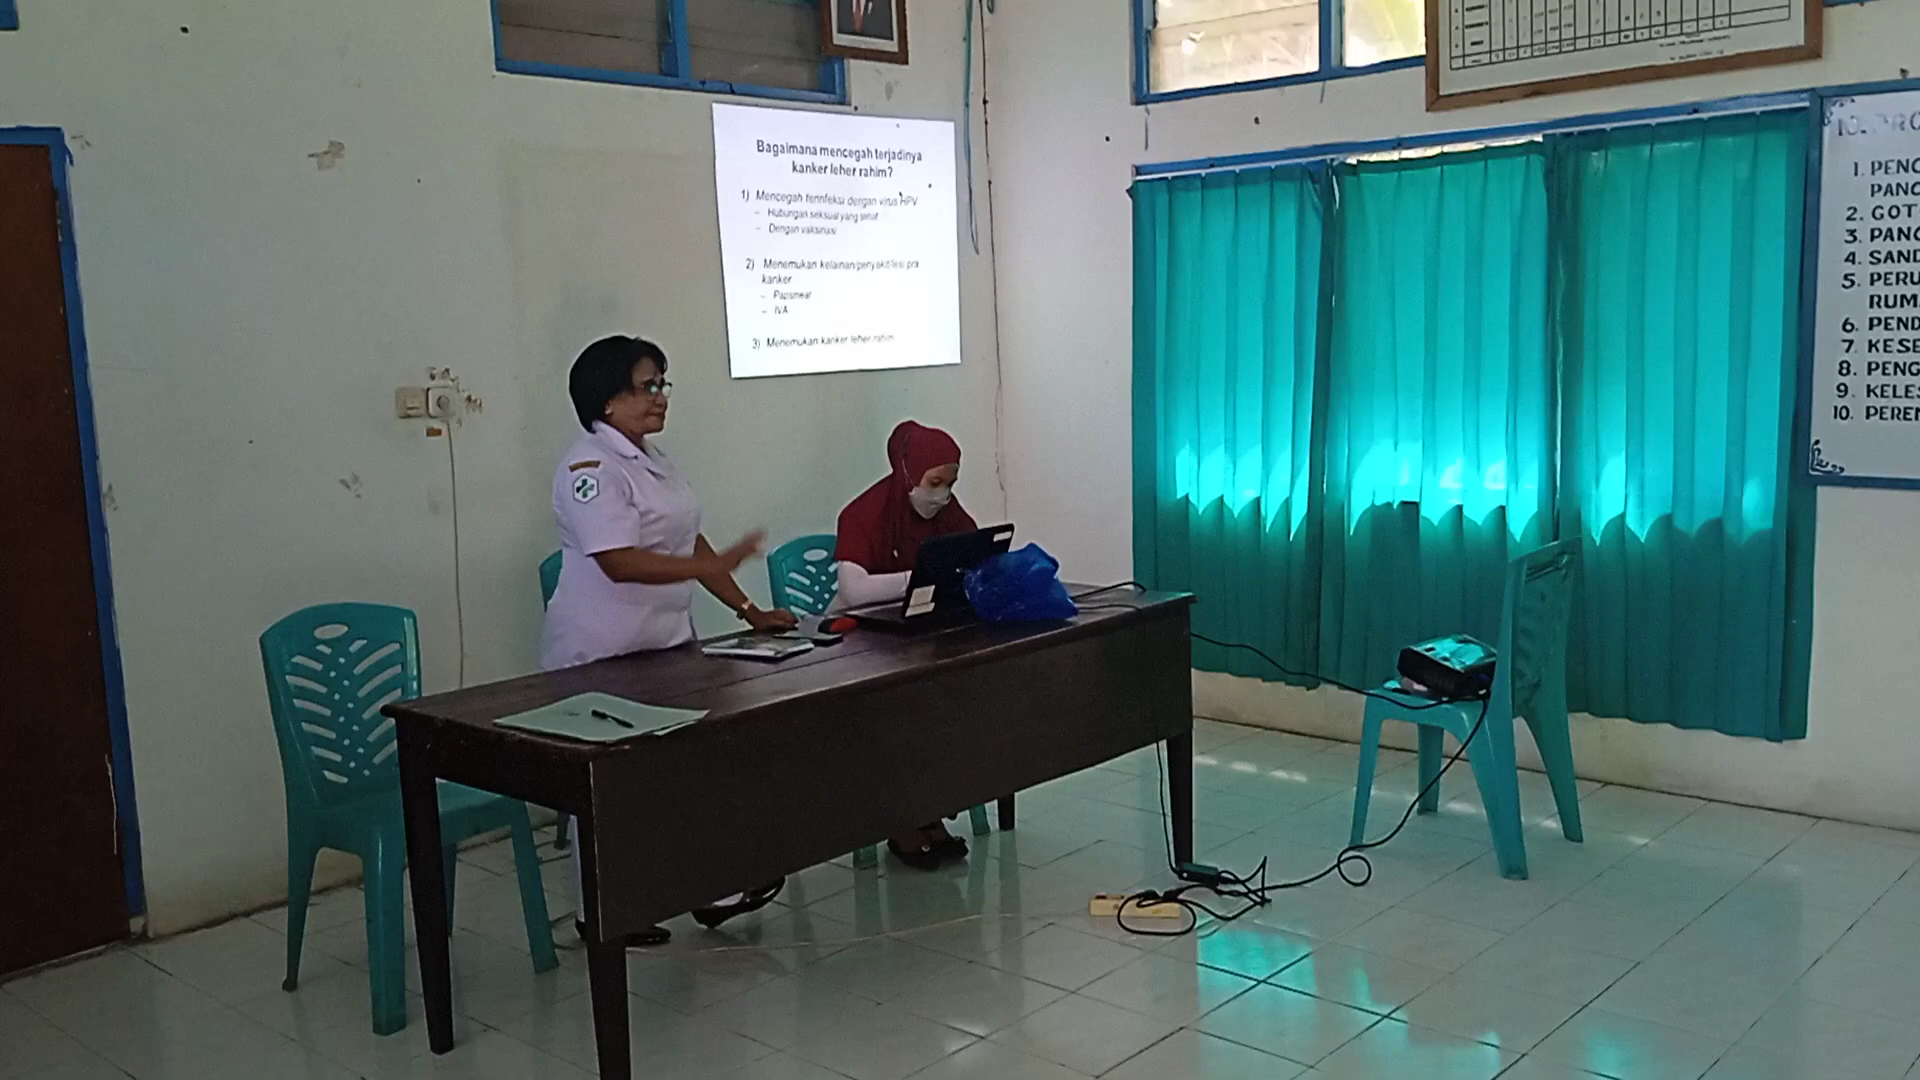 Bagaimana mencegah terjadinya
kanker leher rahim?
1) Mencegah terinfeksi dengan virus HPV
– Hubungan seksual yang sehat
– Dengan vaksinasi
2) Menemukan kelainan/penyakit/lesi pra
kanker
– Papsmear
– IVA
3) Menemukan kanker leher rahim
10. PRO
1. PENG
PANC
2. GOT
3. PANC
4. SAND
5. PERU
RUM
6. PEND
7. KESE
8. PENG
9. KELES
10. PEREN